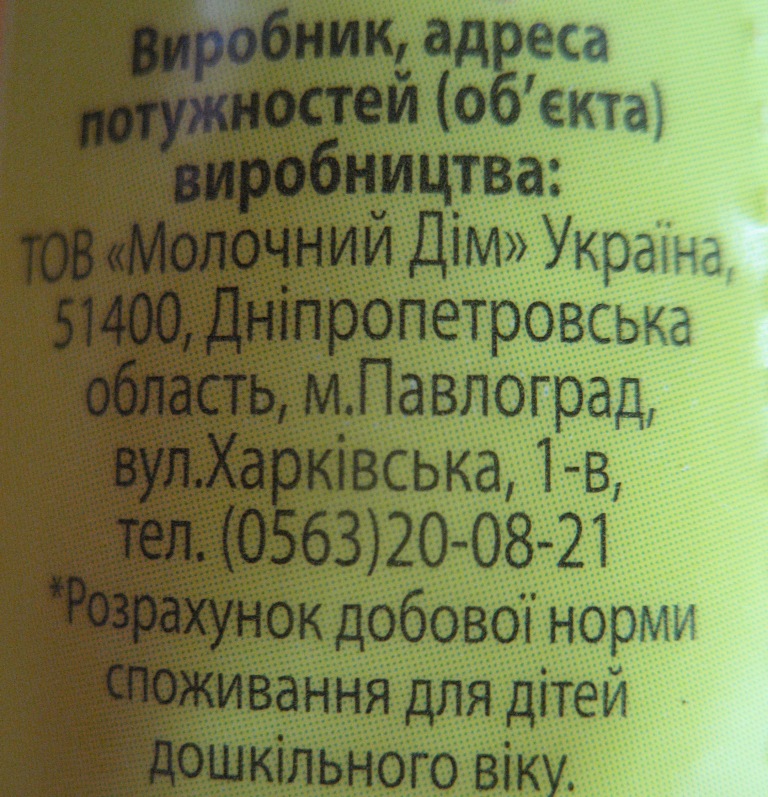 Виробник, адреса
потужностей (об’єкта)
виробництва:
ТОВ «Молочний Дім» Україна,
51400, Дніпропетровська
область, м.Павлоград,
вул.Харківська, 1-в,
тел. (0563)20-08-21
*Розрахунок добової норми
споживання для дітей
дошкільного віку.